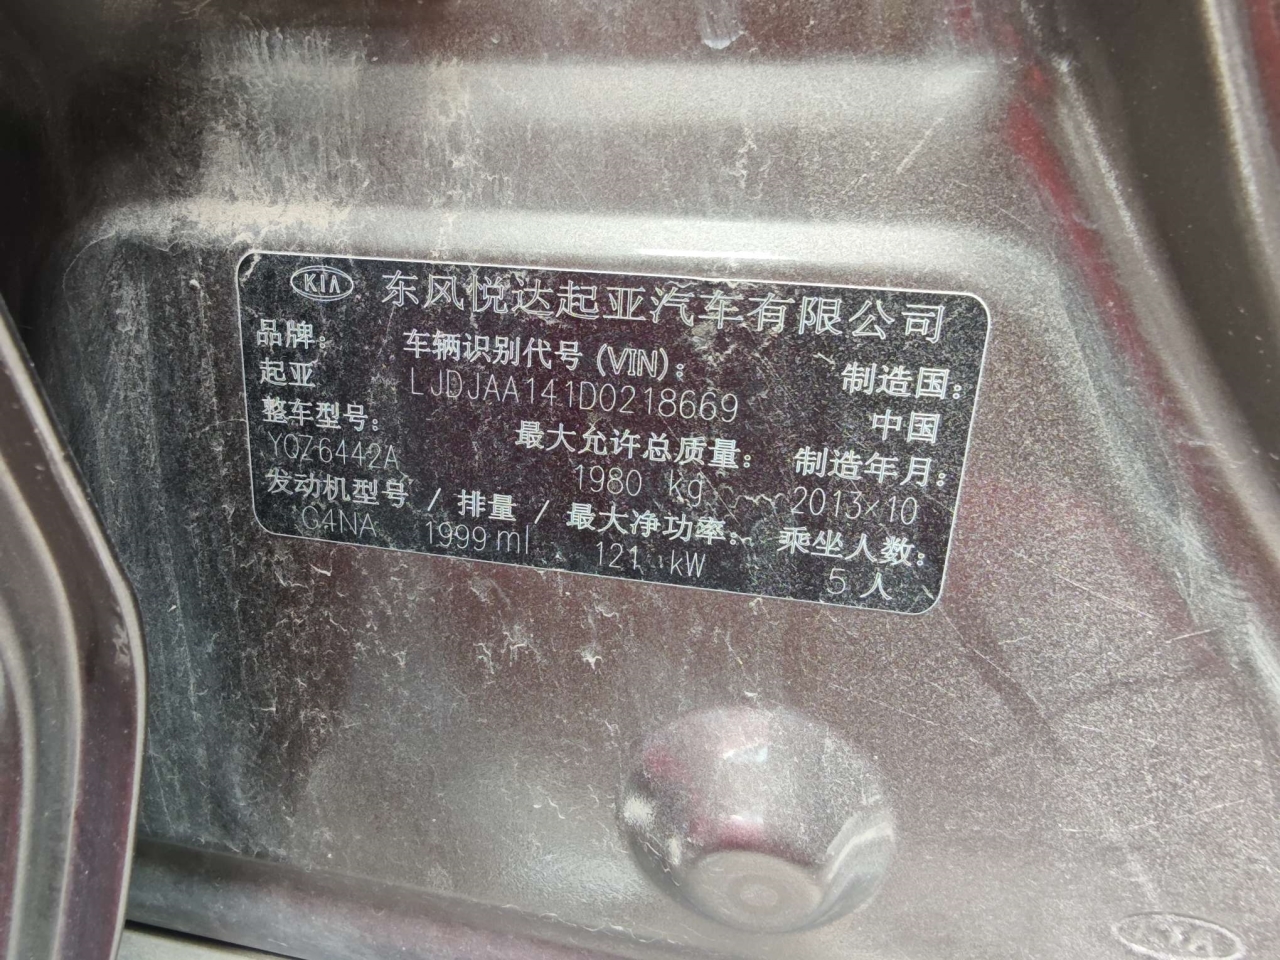 KIA 东风悦达起亚汽车有限公司
品牌： 车辆识别代号 (VIN)： 制造国：
起亚 LJDJAA141D0218669 中国
整车型号： 最大允许总质量： 制造年月：
YQZ6442A 1980 kg 2013×10
发动机型号 / 排量 / 最大净功率： 乘坐人数：
G4NA 1999 ml 121 kW 5 人
KIA